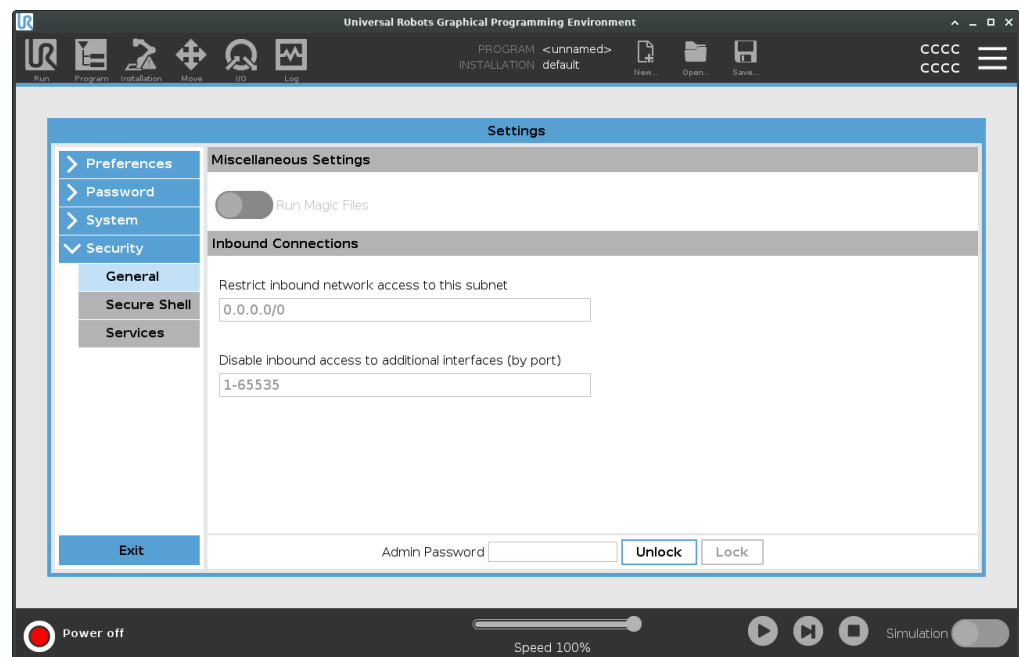 Universal Robots Graphical Programming Environment
Run
Program
Installation
Move
I/O
Log
PROGRAM <unnamed>
INSTALLATION default
New...
Open...
Save...
CCCC
CCCC
Settings
Preferences
Password
System
Security
General
Secure Shell
Services
Exit
Miscellaneous Settings
Run Magic Files
Inbound Connections
Restrict inbound network access to this subnet
0.0.0.0/0
Disable inbound access to additional interfaces (by port)
1-65535
Admin Password
Unlock
Lock
Power off
Speed 100%
Simulation